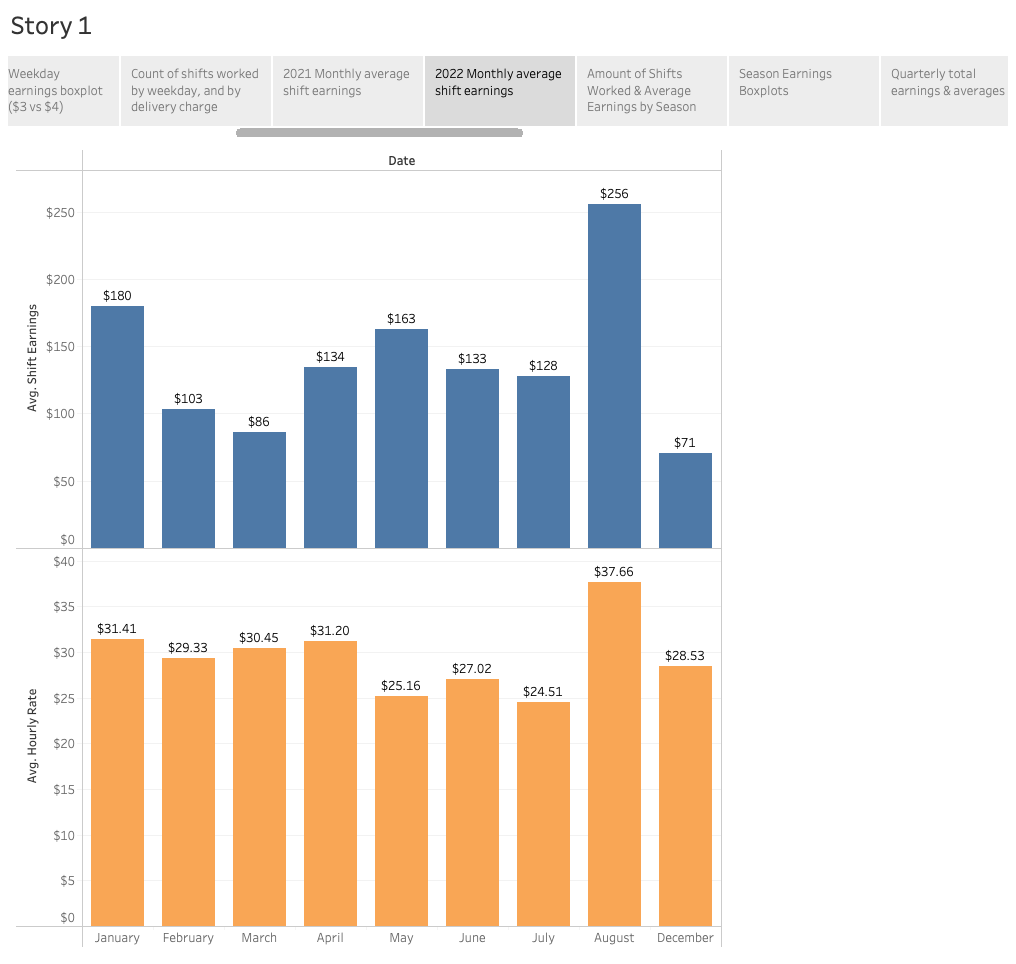 Story 1
Weekday
earnings boxplot
($3 vs $4)
Count of shifts worked
by weekday, and by
delivery charge
2021 Monthly average
shift earnings
2022 Monthly average
shift earnings
Amount of Shifts
Worked & Average
Earnings by Season
Season Earnings
Boxplots
Quarterly total
earnings & averages
Date
Avg. Shift Earnings
$250
$200
$150
$100
$50
$0
$180
$103
$86
$134
$163
$133
$128
$256
$71
Avg. Hourly Rate
$40
$35
$30
$25
$20
$15
$10
$5
$0
$31.41
$29.33
$30.45
$31.20
$25.16
$27.02
$24.51
$37.66
$28.53
January
February
March
April
May
June
July
August
December